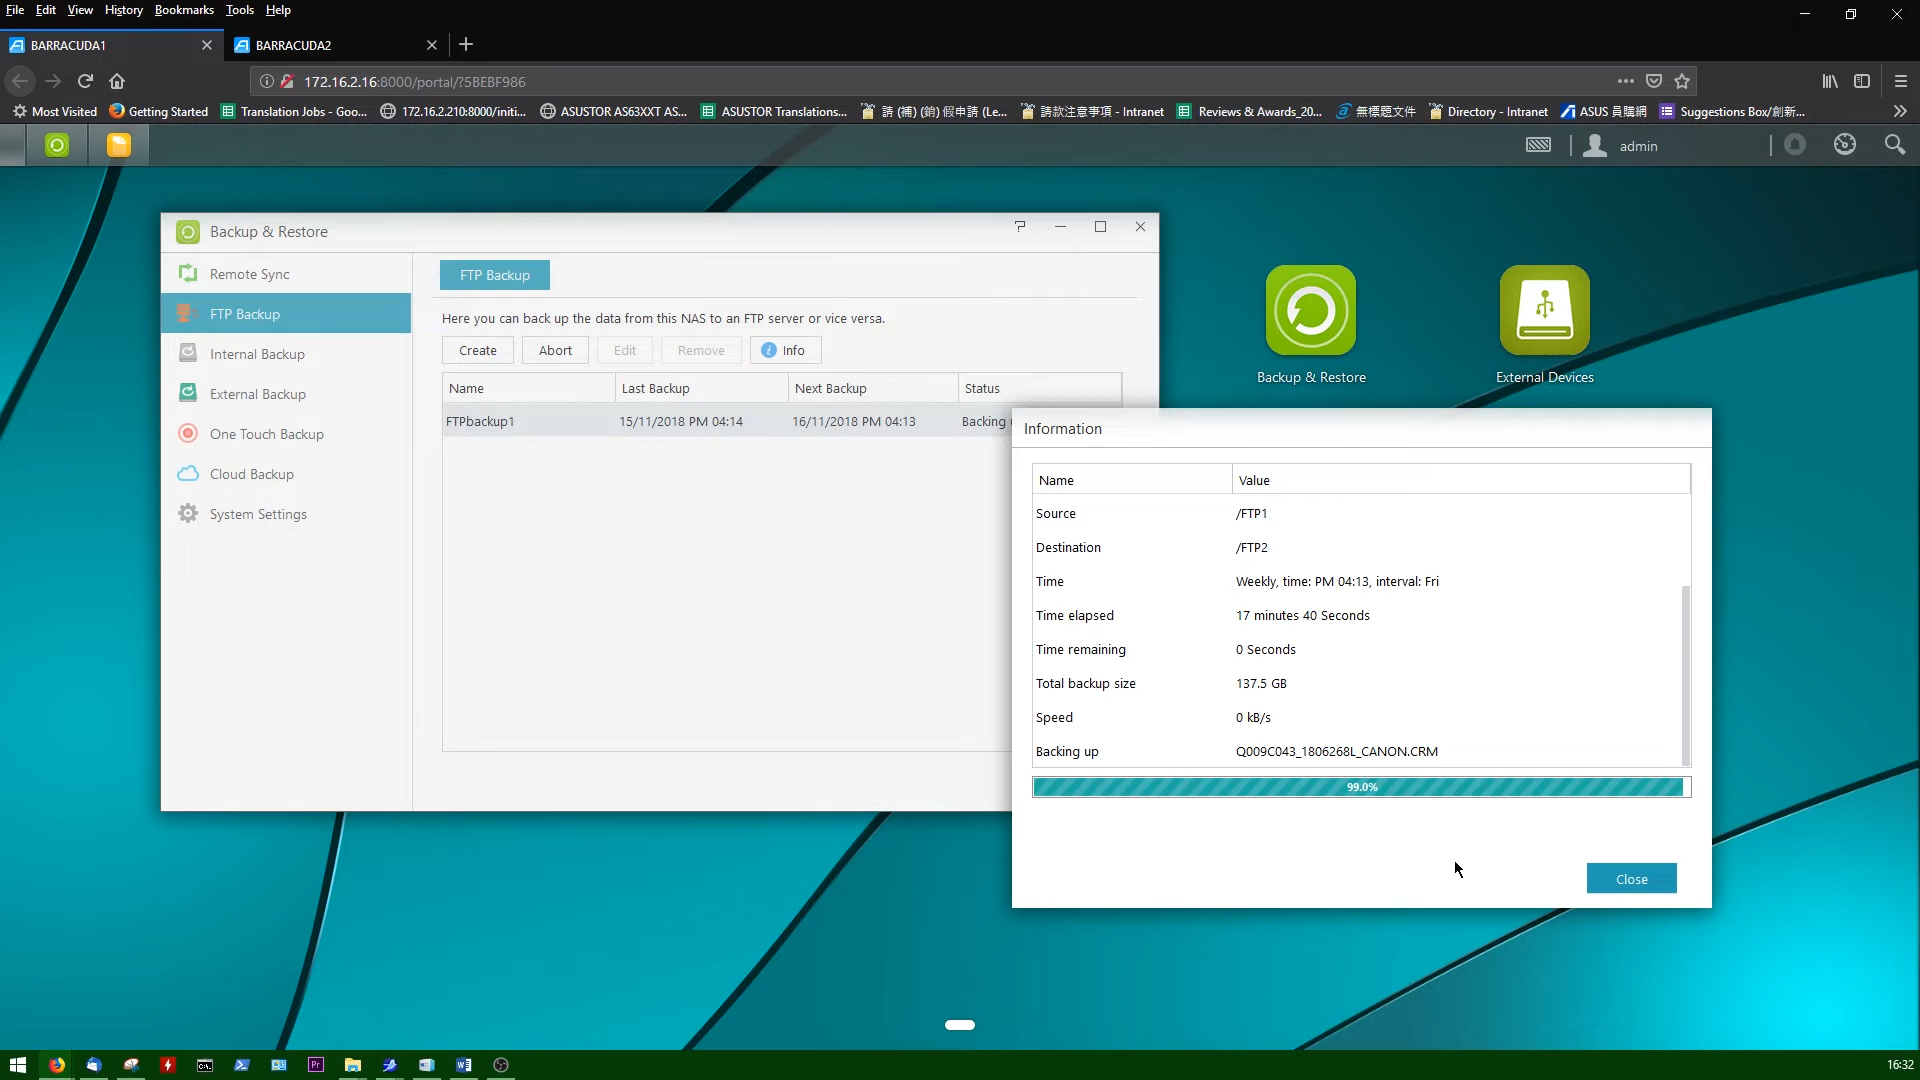 File Edit View History Bookmarks Tools Help
BARRACUDA1 BARRACUDA2
172.16.2.16:8000/portal/?5BEBF986
Most Visited Getting Started Translation Jobs - Goo... 172.16.2.210:8000/initi... ASUSTOR AS63XXT AS... ASUSTOR Translations... 請 (補) (銷) 假申請 (Le... 請款注意事項 - Intranet Reviews & Awards_20... 無標題文件 Directory - Intranet ASUS 員購網 Suggestions Box/創新...
admin
Backup & Restore
Remote Sync
FTP Backup
Internal Backup
External Backup
One Touch Backup
Cloud Backup
System Settings
FTP Backup
Here you can back up the data from this NAS to an FTP server or vice versa.
Create Abort Edit Remove Info
Name Last Backup Next Backup Status
FTPbackup1 15/11/2018 PM 04:14 16/11/2018 PM 04:13 Backing
Backup & Restore
External Devices
Information
Name Value
Source /FTP1
Destination /FTP2
Time Weekly, time: PM 04:13, interval: Fri
Time elapsed 17 minutes 40 Seconds
Time remaining 0 Seconds
Total backup size 137.5 GB
Speed 0 kB/s
Backing up Q009C043_1806268L_CANON.CRM
99.0%
Close
Pr
16:32